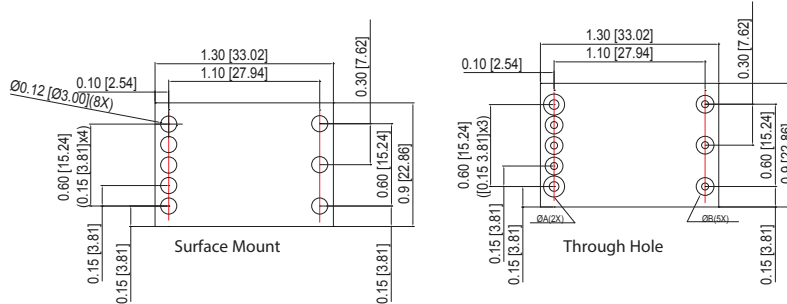 1.30 [33.02]
1.10 [27.94]
0.10 [2.54]
0.30 [7.62]
Ø0.12 [Ø3.00](8X)
0.60 [15.24]
(0.15 [3.81]x4)
0.15 [3.81]
0.15 [3.81]
0.60 [15.24]
0.9 [22.86]
0.15 [3.81]
Surface Mount
1.30 [33.02]
1.10 [27.94]
0.10 [2.54]
0.30 [7.62]
0.60 [15.24]
([0.15 3.81]x3)
0.15 [3.81]
0.15 [3.81]
0.60 [15.24]
0.9 [22.86]
0.15 [3.81]
ØA(2X)
ØB(5X)
Through Hole